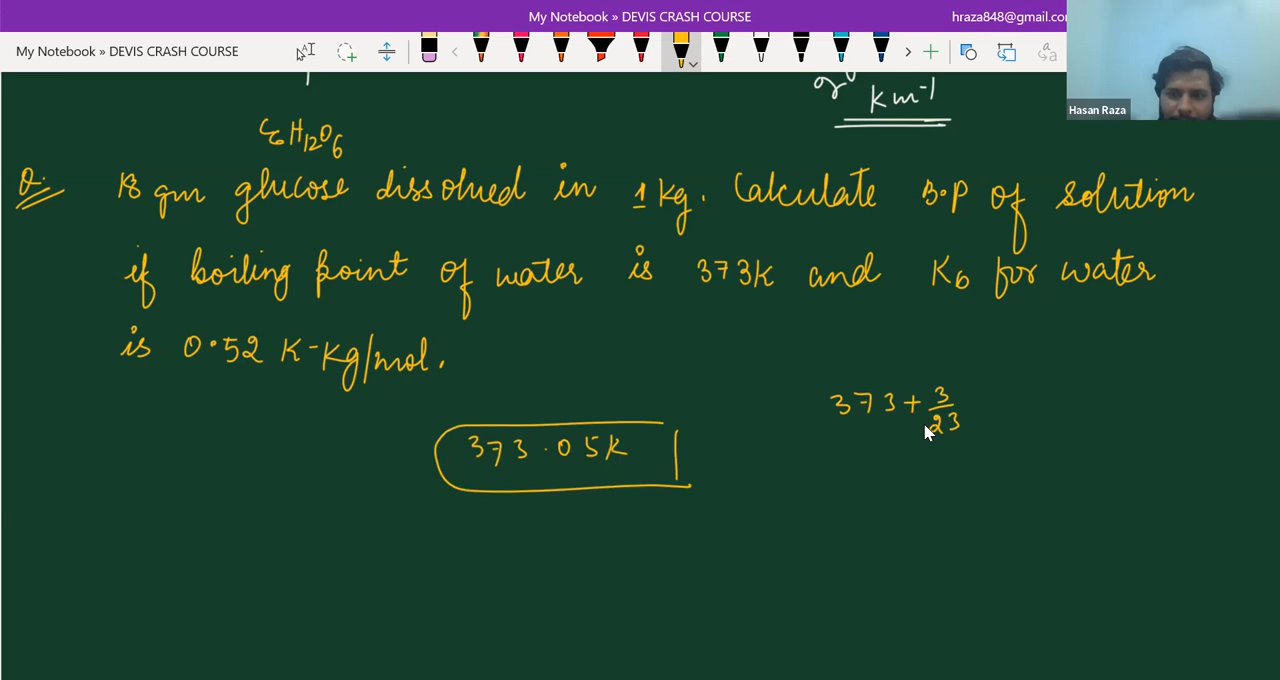 My Notebook » DEVIS CRASH COURSE
hraza848@gmail.co
My Notebook » DEVIS CRASH COURSE
Hasan Raza
K m⁻¹
C6H12O6
Q. 18 gm glucose dissolved in 1 kg. Calculate B.P of solution
if boiling point of water is 373K and Kb for water
is 0.52 K-Kg/mol.
373 + 3/23
373.05K